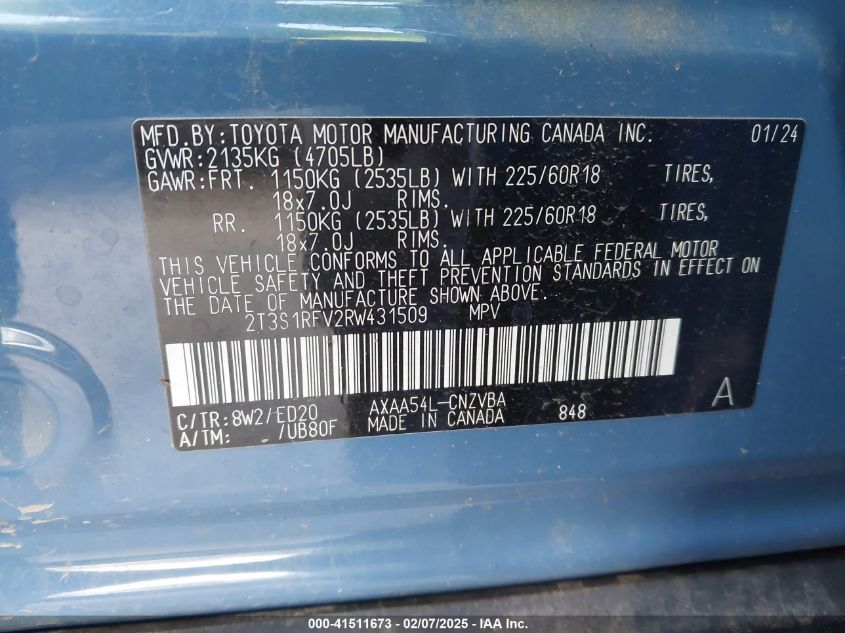 MFD.BY:TOYOTA MOTOR MANUFACTURING CANADA INC. 01/24
GVWR:2135KG (4705LB)
GAWR:FRT. 1150KG (2535LB) WITH 225/60R18 TIRES,
18x7.0J RIMS.
RR. 1150KG (2535LB) WITH 225/60R18 TIRES,
18x7.0J RIMS.
THIS VEHICLE CONFORMS TO ALL APPLICABLE FEDERAL MOTOR
VEHICLE SAFETY AND THEFT PREVENTION STANDARDS IN EFFECT ON
THE DATE OF MANUFACTURE SHOWN ABOVE.
2T3S1RFV2RW431509 MPV
C/TR:8W2/ED20 AXAA54L-CNZVBA A
A/TM: /UB80F MADE IN CANADA 848
000-41511673 - 02/07/2025 - IAA Inc.